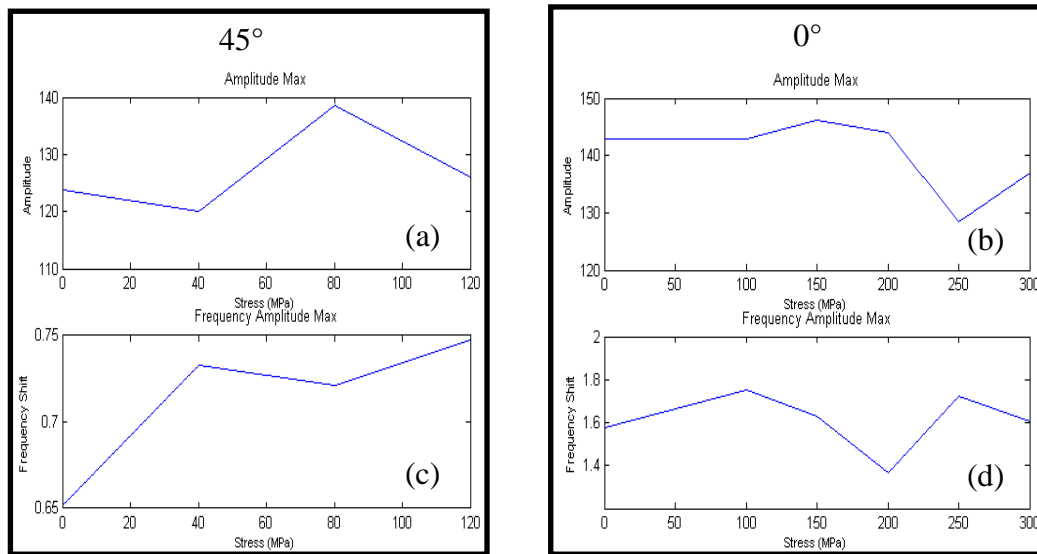 45°
Amplitude Max
Amplitude
140
130
120
110
0 20 40 60 80 100 120
Stress (MPa)
(a)
Frequency Amplitude Max
Frequency Shift
0.75
0.7
0.65
0 20 40 60 80 100 120
Stress (MPa)
(c)
0°
Amplitude Max
Amplitude
150
140
130
120
0 50 100 150 200 250 300
Stress (MPa)
(b)
Frequency Amplitude Max
Frequency Shift
2
1.8
1.6
1.4
0 50 100 150 200 250 300
Stress (MPa)
(d)